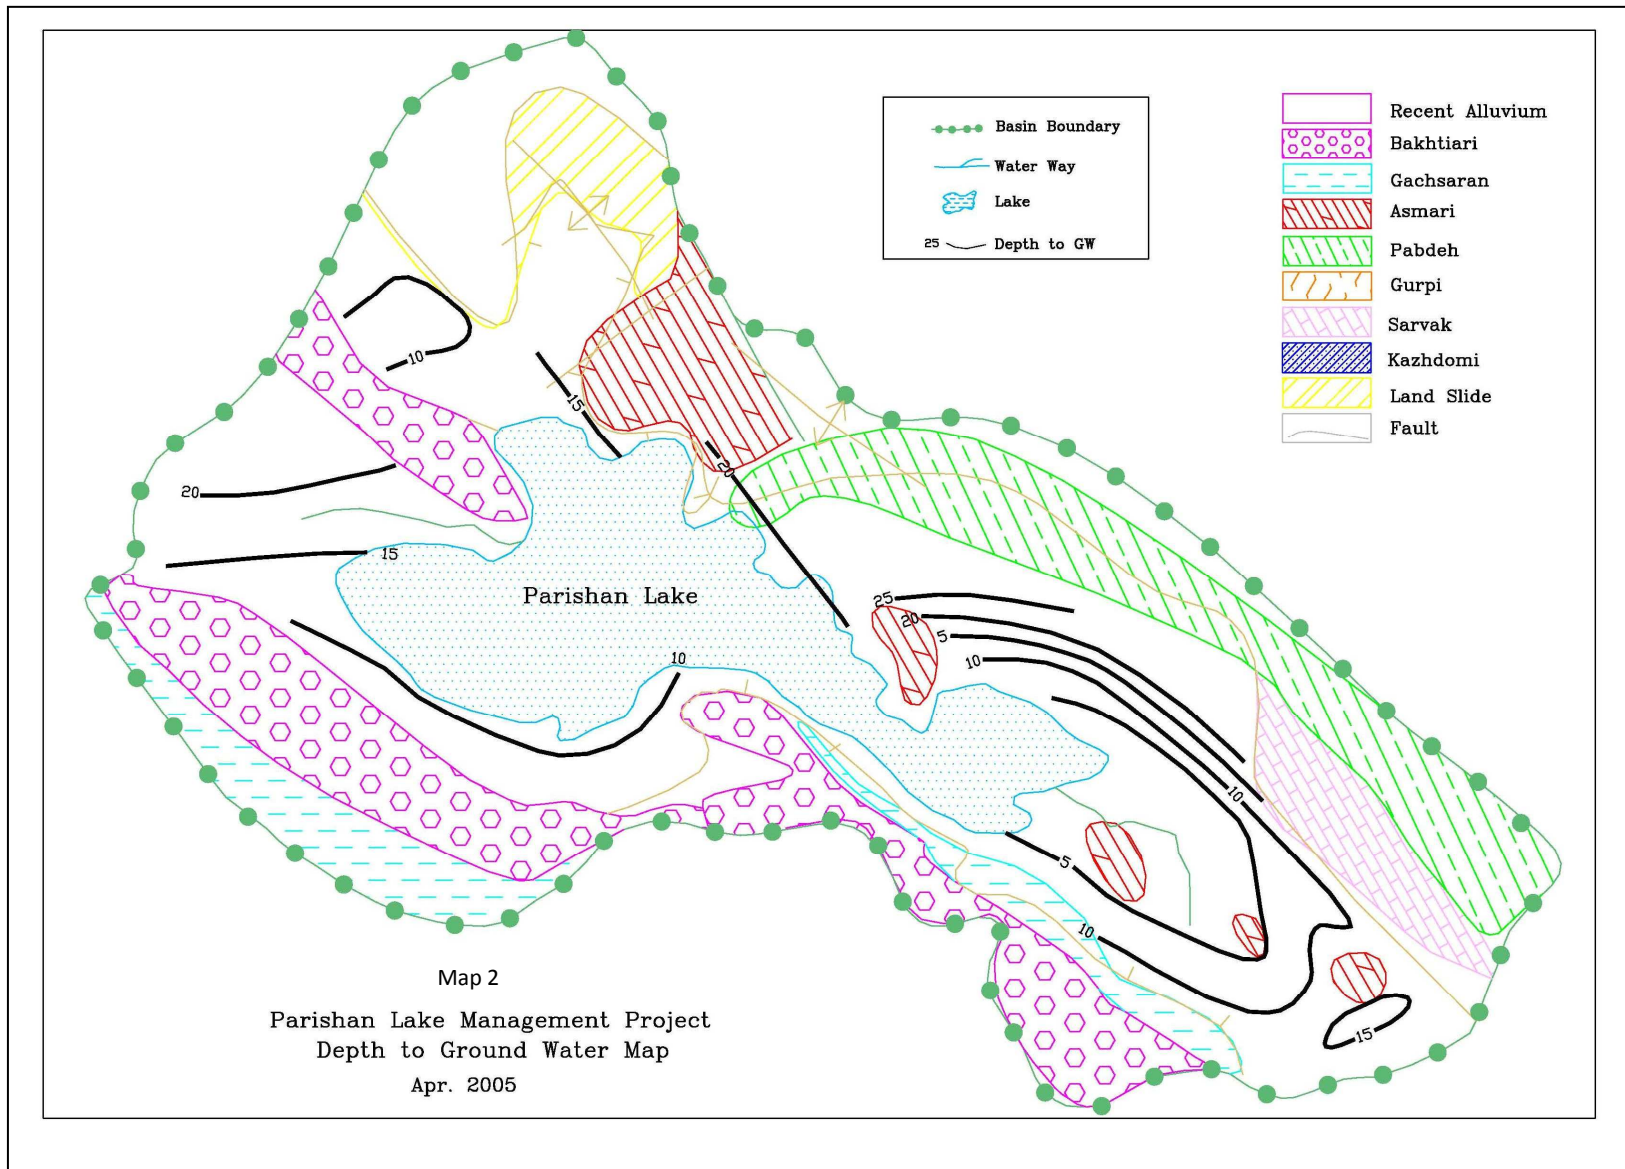 Basin Boundary
Water Way
Lake
25 Depth to GW
Recent Alluvium
Bakhtiari
Gachsaran
Asmari
Pabdeh
Gurpi
Sarvak
Kazhdomi
Land Slide
Fault
10
15
20
20
15
Parishan Lake
25
20
5
10
10
10
5
10
15
Map 2
Parishan Lake Management Project
Depth to Ground Water Map
Apr. 2005